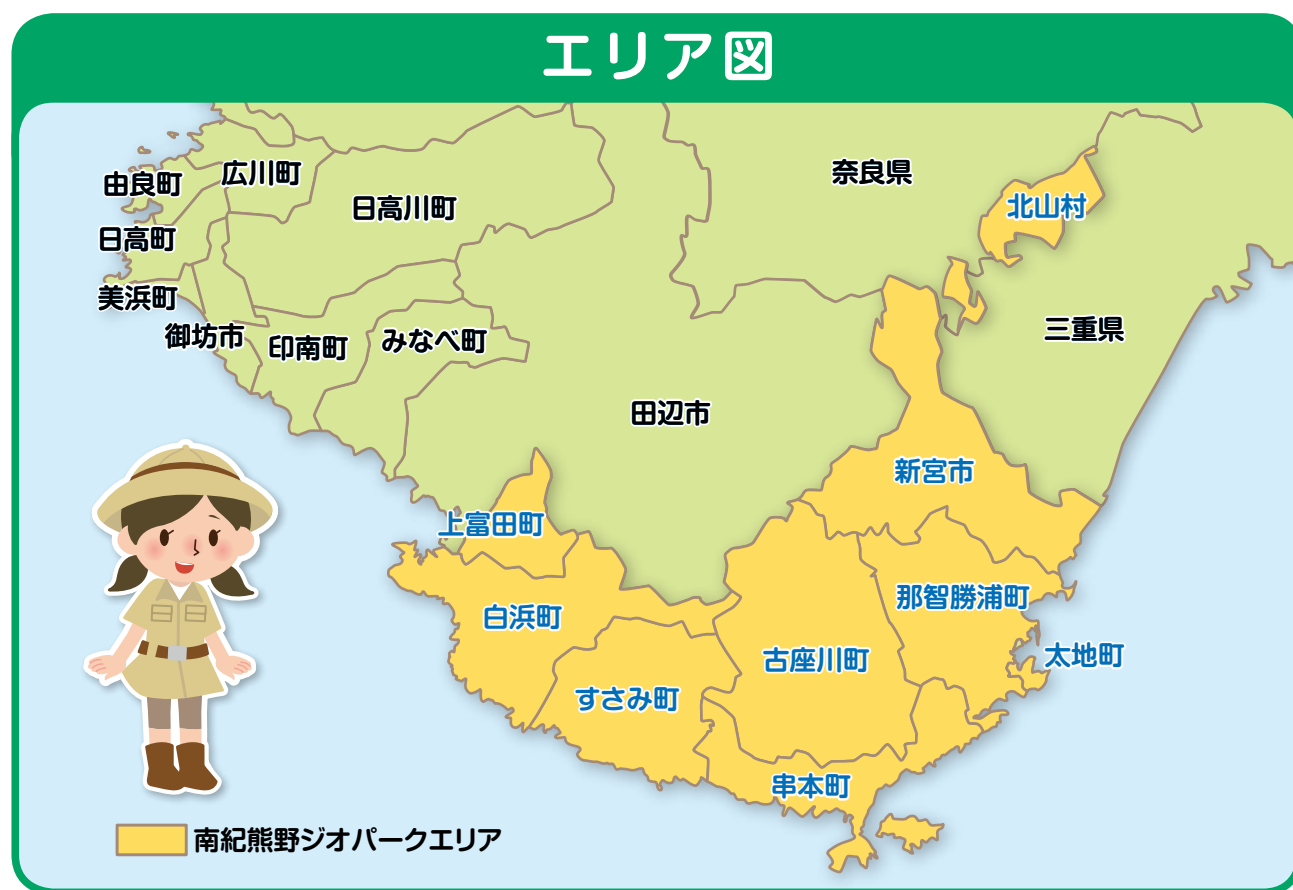 エリア図
奈良県
広川町
由良町
北山村
日高川町
日高町
美浜町
三重県
御坊市
印南町
みなべ町
田辺市
新宮市
上富田町
那智勝浦町
白浜町
太地町
古座川町
すさみ町
串本町
南紀熊野ジオパークエリア